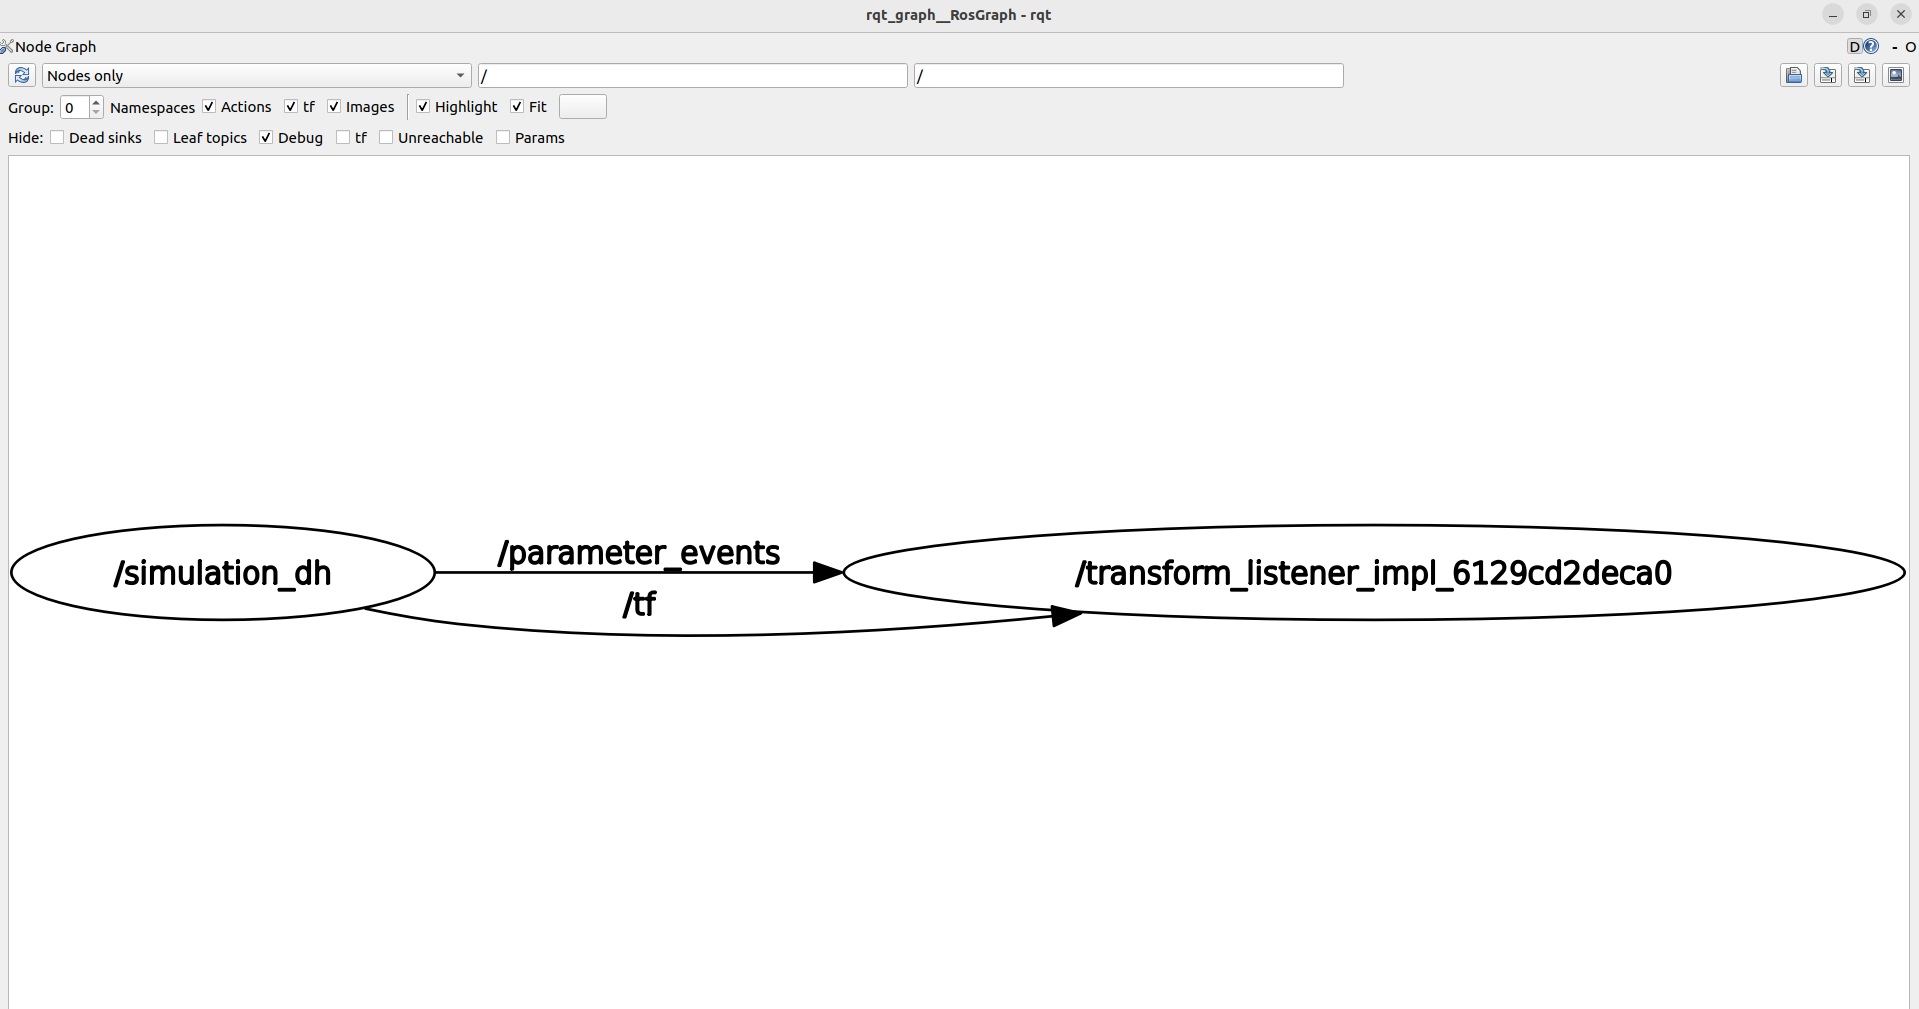 rqt_graph__RosGraph - rqt
Node Graph
D ? - O
Nodes only / /
Group: 0 Namespaces Actions tf Images Highlight Fit
Hide: Dead sinks Leaf topics Debug tf Unreachable Params
/simulation_dh
/parameter_events
/tf
/transform_listener_impl_6129cd2deca0